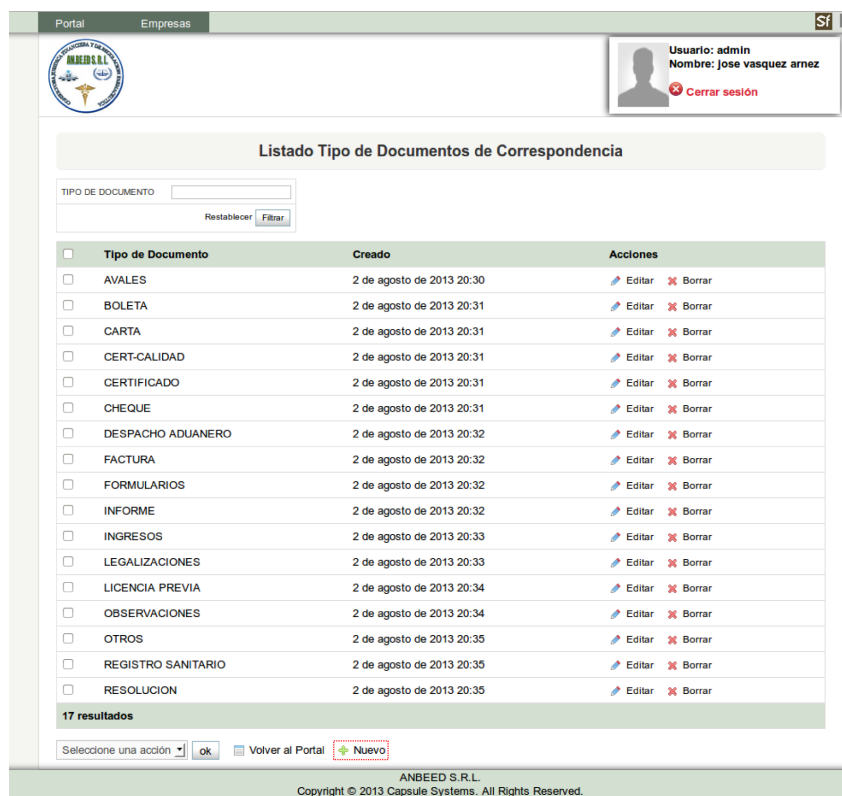 Portal Empresas Sf
ANBEED S.R.L
Usuario: admin
Nombre: jose vasquez arnez
Cerrar sesión
Listado Tipo de Documentos de Correspondencia
TIPO DE DOCUMENTO
Restablecer Filtrar
Tipo de Documento Creado Acciones
AVALES 2 de agosto de 2013 20:30 Editar Borrar
BOLETA 2 de agosto de 2013 20:31 Editar Borrar
CARTA 2 de agosto de 2013 20:31 Editar Borrar
CERT-CALIDAD 2 de agosto de 2013 20:31 Editar Borrar
CERTIFICADO 2 de agosto de 2013 20:31 Editar Borrar
CHEQUE 2 de agosto de 2013 20:31 Editar Borrar
DESPACHO ADUANERO 2 de agosto de 2013 20:32 Editar Borrar
FACTURA 2 de agosto de 2013 20:32 Editar Borrar
FORMULARIOS 2 de agosto de 2013 20:32 Editar Borrar
INFORME 2 de agosto de 2013 20:32 Editar Borrar
INGRESOS 2 de agosto de 2013 20:33 Editar Borrar
LEGALIZACIONES 2 de agosto de 2013 20:33 Editar Borrar
LICENCIA PREVIA 2 de agosto de 2013 20:34 Editar Borrar
OBSERVACIONES 2 de agosto de 2013 20:34 Editar Borrar
OTROS 2 de agosto de 2013 20:35 Editar Borrar
REGISTRO SANITARIO 2 de agosto de 2013 20:35 Editar Borrar
RESOLUCION 2 de agosto de 2013 20:35 Editar Borrar
17 resultados
Seleccione una acción ok Volver al Portal Nuevo
ANBEED S.R.L.
Copyright © 2013 Capsule Systems. All Rights Reserved.